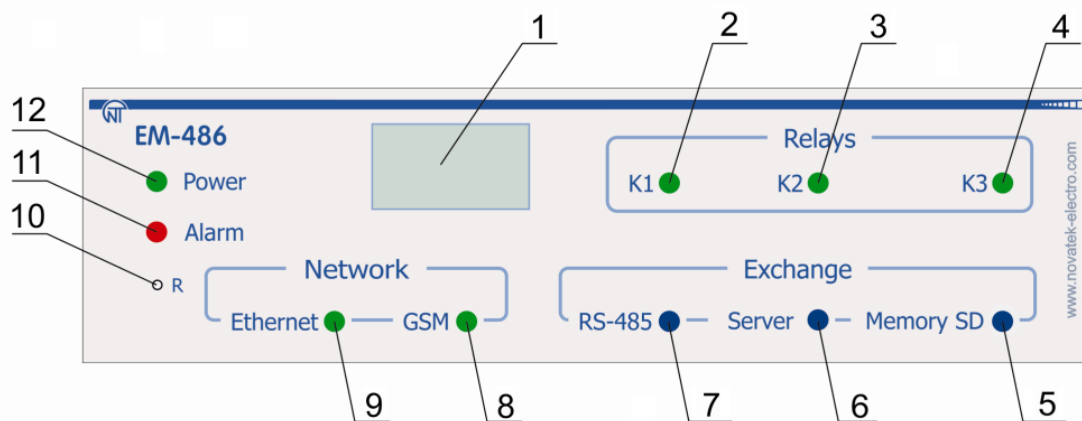 1 2 3 4
12 EM-486 Relays
11 Power K1 K2 K3
10 Alarm
R Network Exchange
Ethernet GSM RS-485 Server Memory SD
9 8 7 6 5
NT
www.novatek-electro.com